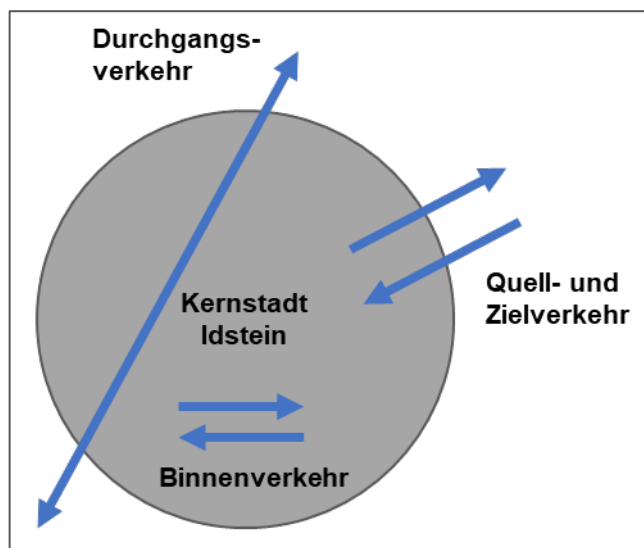 Durchgangs-
verkehr
Quell- und
Zielverkehr
Kernstadt
Idstein
Binnenverkehr